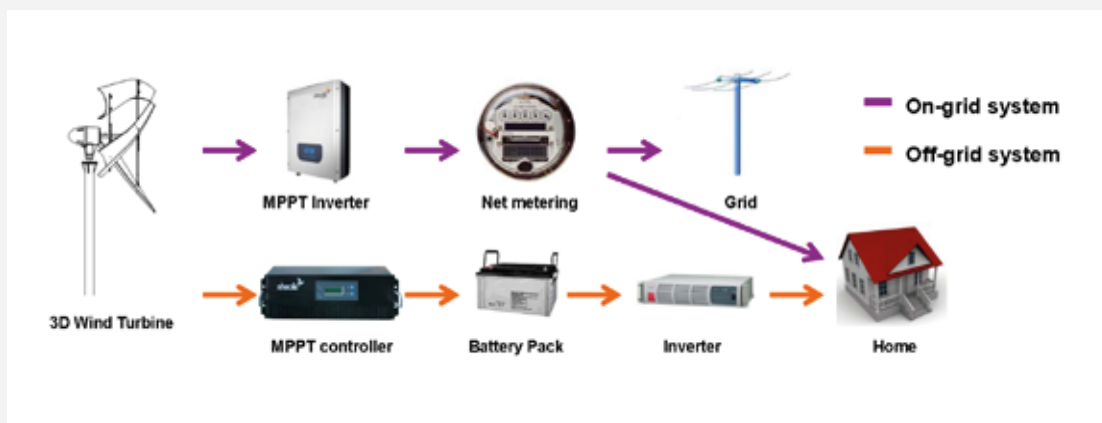 On-grid system
Off-grid system
MPPT Inverter
Net metering
Grid
3D Wind Turbine
MPPT controller
Battery Pack
Inverter
Home